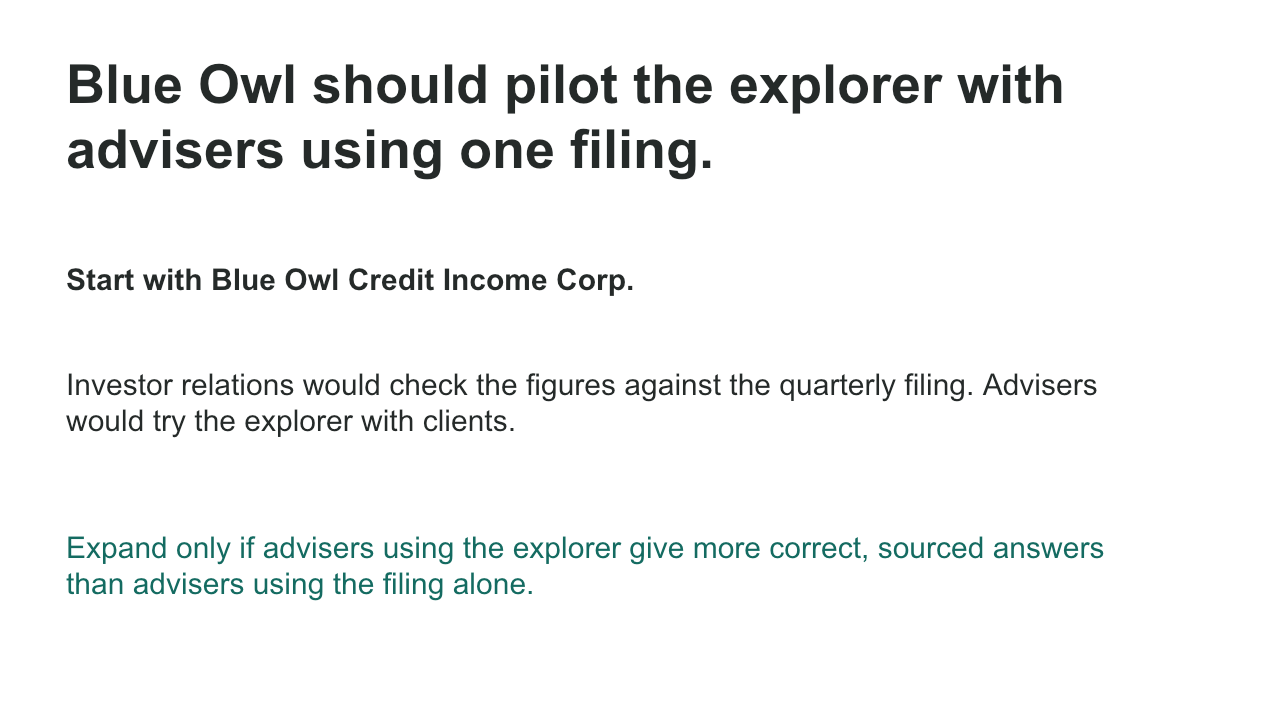 Blue Owl should pilot the explorer with
advisers using one filing.
Start with Blue Owl Credit Income Corp.
Investor relations would check the figures against the quarterly filing. Advisers
would try the explorer with clients.
Expand only if advisers using the explorer give more correct, sourced answers
than advisers using the filing alone.